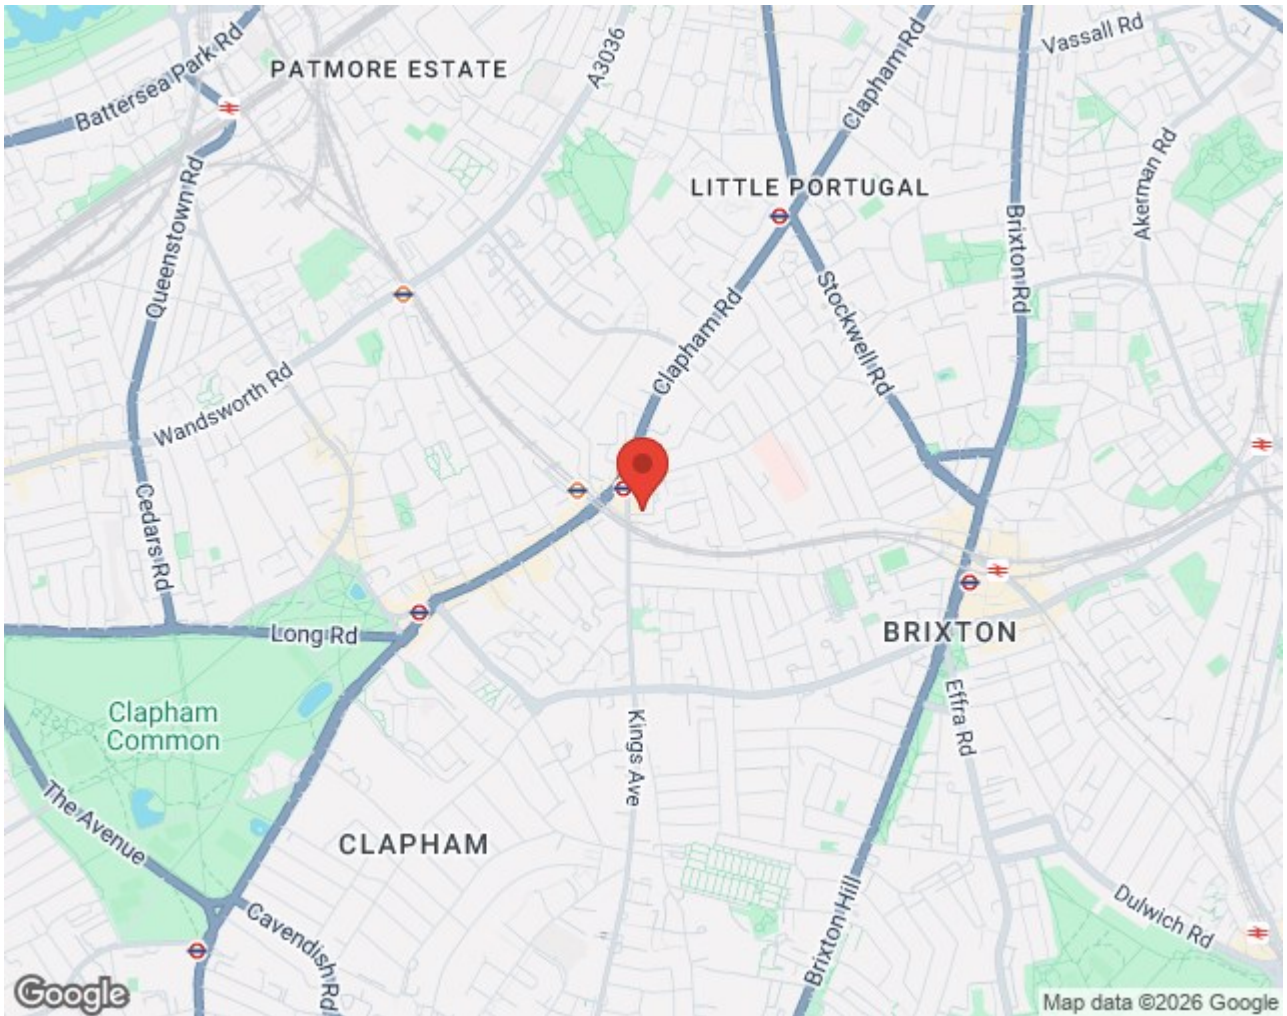 Vassall Rd
Battersea Park Rd
PATMORE ESTATE
A3036
Clapham Rd
Queenstown Rd
LITTLE PORTUGAL
Akerman Rd
Brixton Rd
Stockwell Rd
Clapham Rd
Wandsworth Rd
Cedars Rd
Long Rd
BRIXTON
Clapham
Common
Effra Rd
Kings Ave
The Avenue
CLAPHAM
Cavendish Rd
Brixton Hill
Dulwich Rd
Google
Map data ©2026 Google